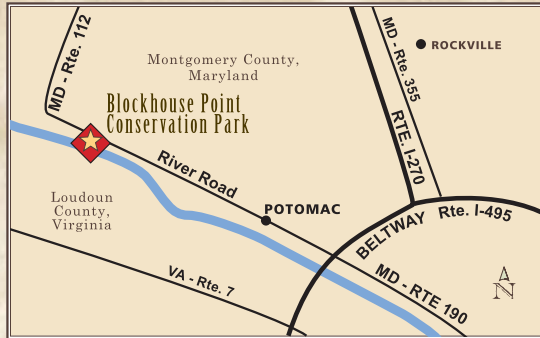 MD - Rte. 112
Montgomery County,
Maryland
MD - Rte. 355
ROCKVILLE
Blockhouse Point
Conservation Park
RTE. I-270
River Road
Loudoun
County,
Virginia
POTOMAC
BELTWAY
Rte. I-495
VA - Rte. 7
MD - RTE 190
N